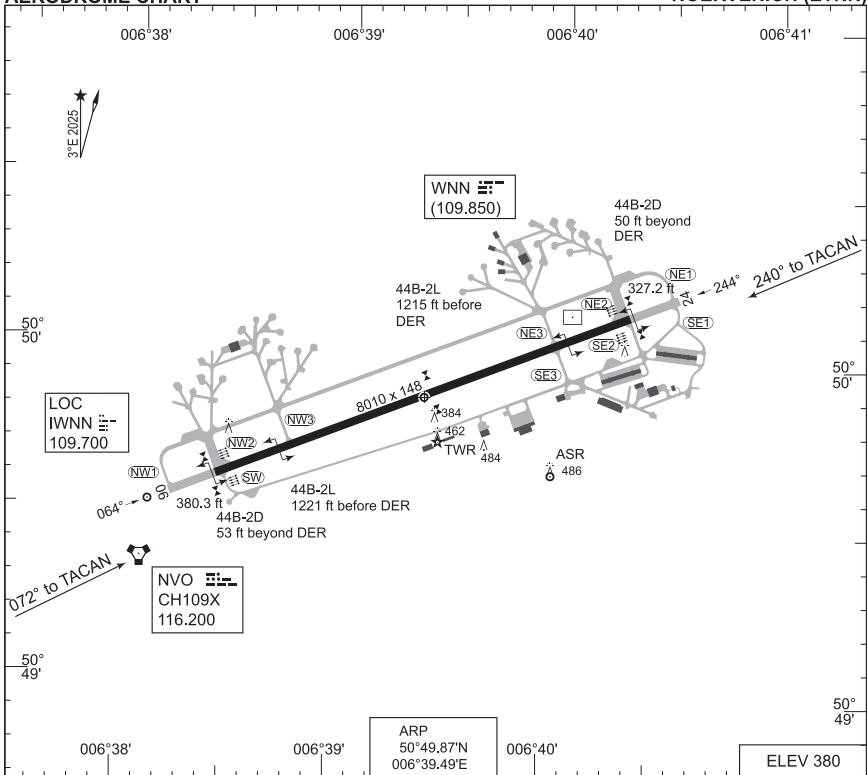 006°38'
006°39'
006°40'
006°41'
3°E 2025
WNN
(109.850)
44B-2D
50 ft beyond
DER
240° to TACAN
NE1
327.2 ft
24
244°
NE2
SE1
44B-2L
1215 ft before
DER
NE3
SE2
50°
50'
50°
50'
SE3
8010 x 148
LOC
IWNN
109.700
NW3
384
462
TWR
484
ASR
486
NW2
NW1
SW
06
064°
380.3 ft
44B-2L
1221 ft before DER
44B-2D
53 ft beyond DER
072° to TACAN
NVO
CH109X
116.200
50°
49'
50°
49'
ARP
50°49.87'N
006°39.49'E
006°38'
006°39'
006°40'
ELEV 380